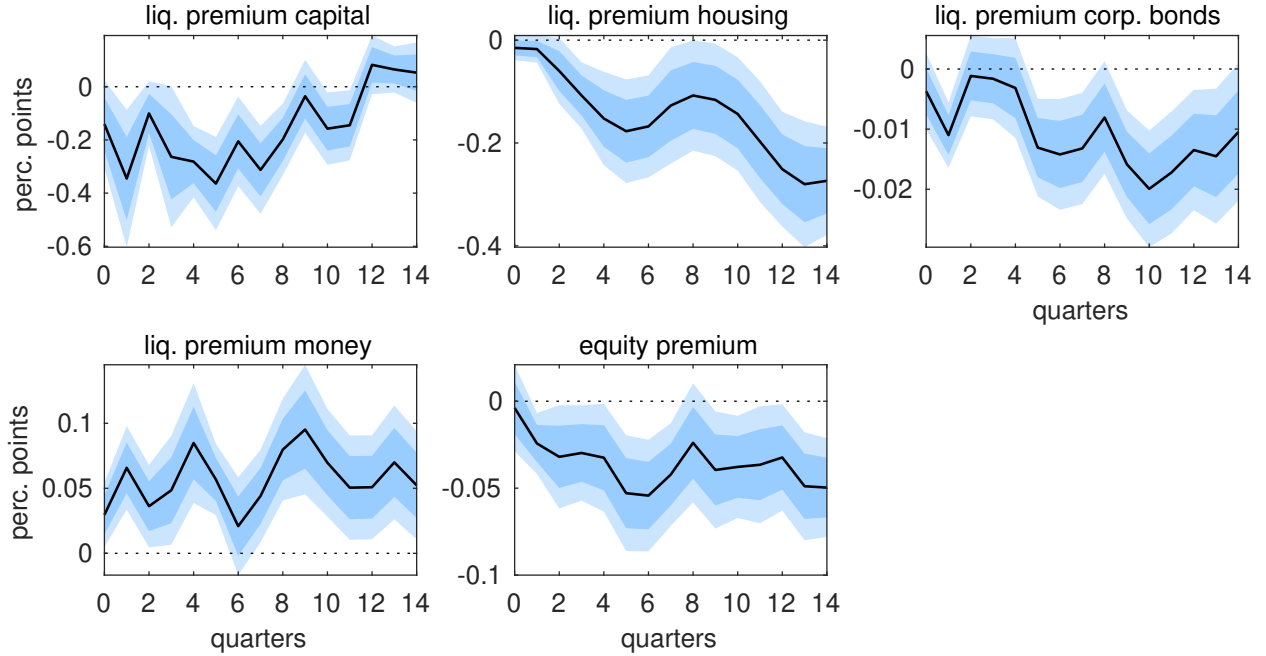 liq. premium capital
perc. points
0
-0.2
-0.4
-0.6
0 2 4 6 8 10 12 14
liq. premium housing
0
-0.2
-0.4
0 2 4 6 8 10 12 14
liq. premium corp. bonds
0
-0.01
-0.02
0 2 4 6 8 10 12 14
quarters
liq. premium money
perc. points
0.1
0.05
0
0 2 4 6 8 10 12 14
quarters
equity premium
0
-0.05
-0.1
0 2 4 6 8 10 12 14
quarters